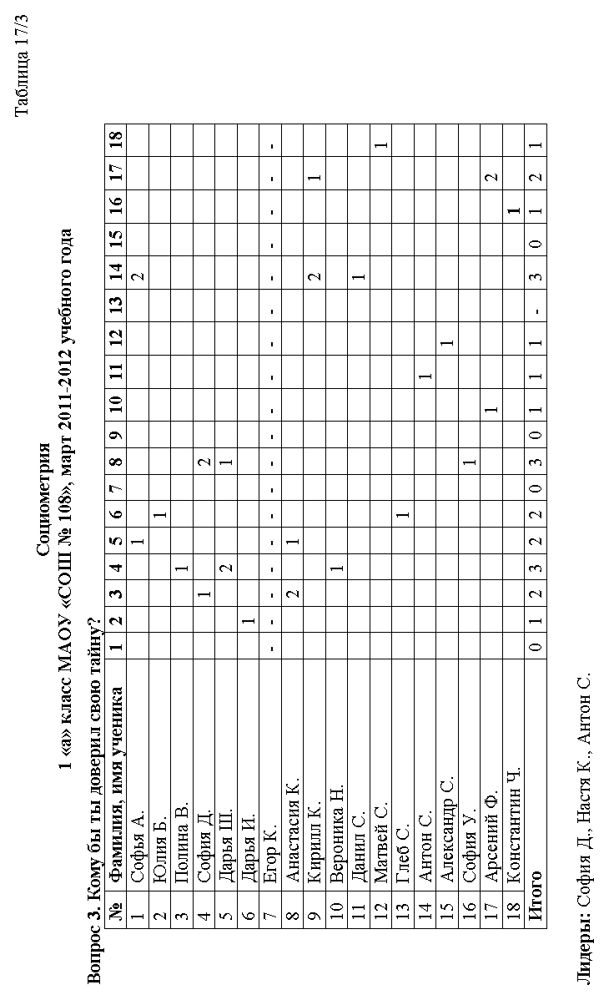 Таблица 17/3
Социометрия
1 «а» класс МАОУ «СОШ № 108», март 2011-2012 учебного года
Вопрос 3. Кому бы ты доверил свою тайну?
№ Фамилия, имя ученика 1 2 3 4 5 6 7 8 9 10 11 12 13 14 15 16 17 18
1 Софья А. 1 2
2 Юлия Б. 1
3 Полина В. 1
4 София Д. 1 2
5 Дарья Ш. 2 1
6 Дарья И. 1
7 Егор К. - - - - - - - - - - - - - - - - - -
8 Анастасия К. 2 1
9 Кирилл К. 2 1
10 Вероника Н. 1
11 Данил С. 1
12 Матвей С. 1
13 Глеб С. 1
14 Антон С. 1
15 Александр С. 1
16 София У. 1
17 Арсений Ф. 1 2
18 Константин Ч. 1
Итого 0 1 2 3 2 2 0 3 0 1 1 1 - 3 0 1 2 1
Лидеры: София Д., Настя К., Антон С.